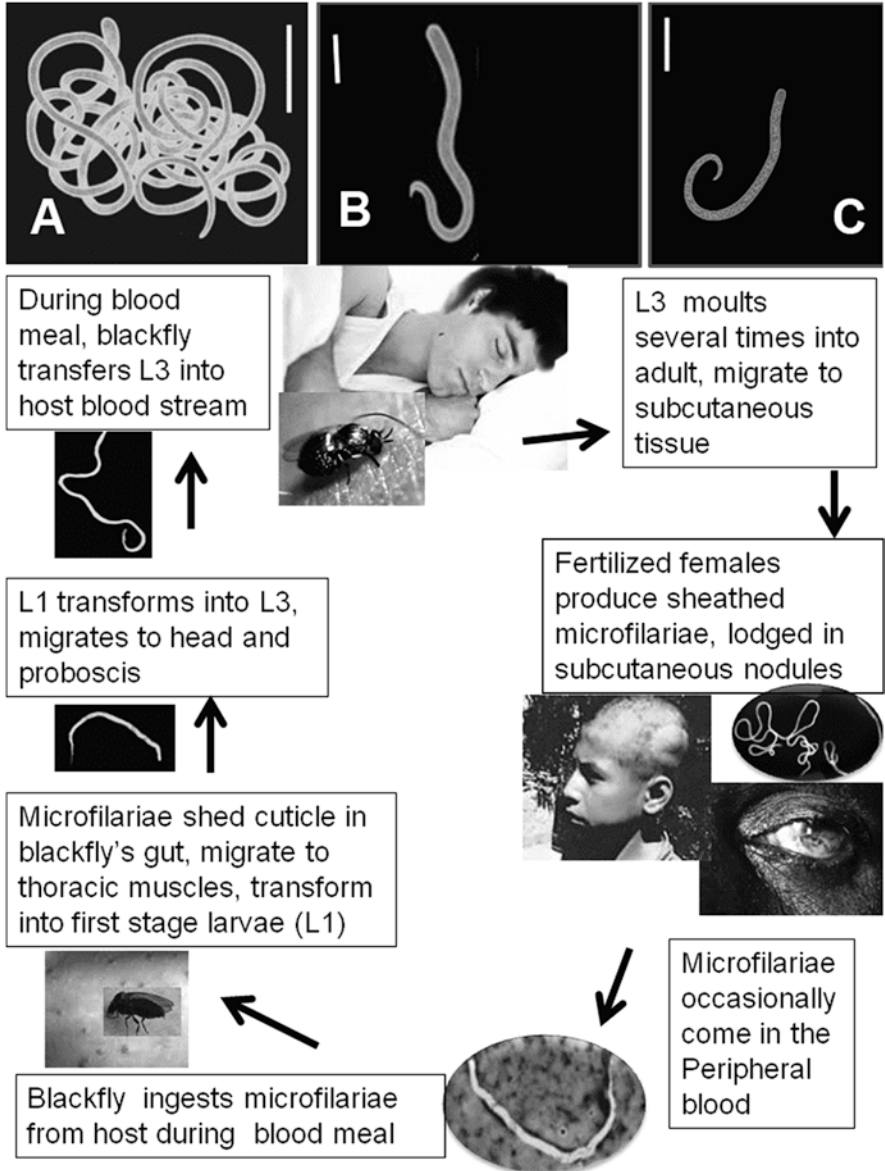 A
B
C
During blood
meal, blackfly
transfers L3 into
host blood stream
L3 moults
several times into
adult, migrate to
subcutaneous
tissue
Fertilized females
produce sheathed
microfilariae, lodged in
subcutaneous nodules
L1 transforms into L3,
migrates to head and
proboscis
Microfilariae shed cuticle in
blackfly's gut, migrate to
thoracic muscles, transform
into first stage larvae (L1)
Microfilariae
occasionally
come in the
Peripheral
blood
Blackfly ingests microfilariae
from host during blood meal